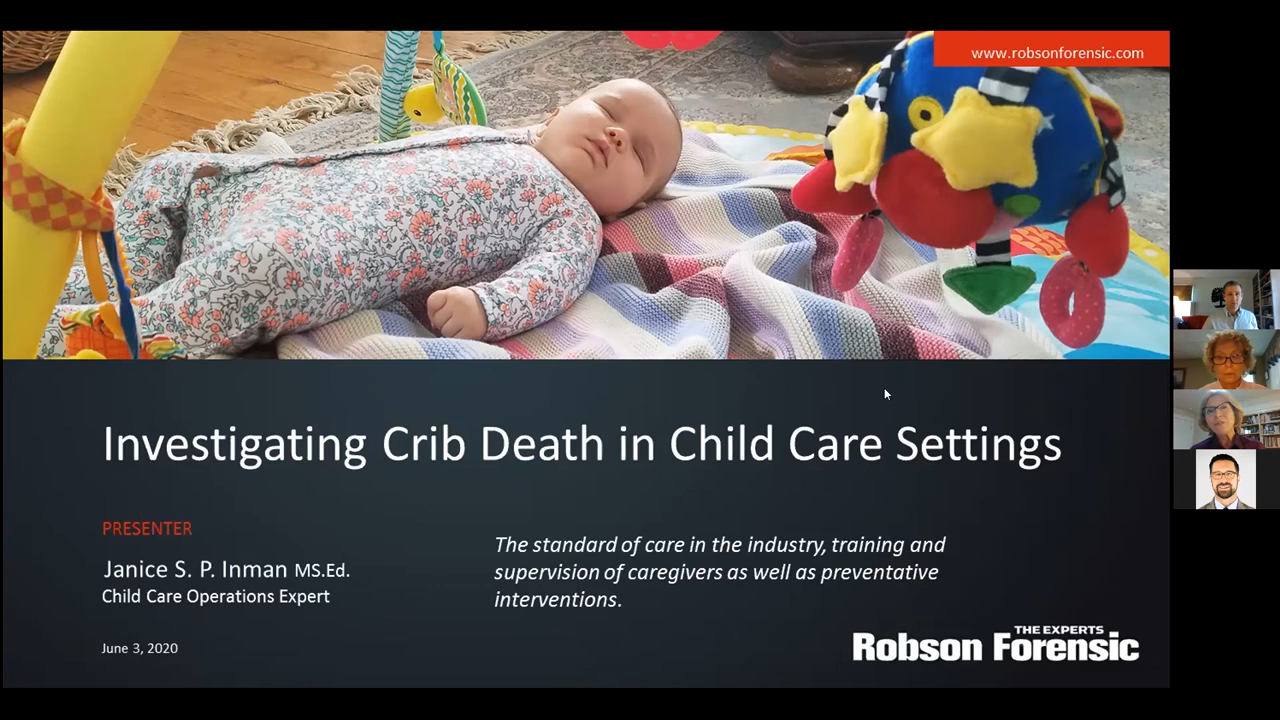 www.robsonforensic.com
Investigating Crib Death in Child Care Settings
PRESENTER
Janice S. P. Inman MS.Ed.
Child Care Operations Expert
June 3, 2020
The standard of care in the industry, training and
supervision of caregivers as well as preventative
interventions.
THE EXPERTS
Robson Forensic